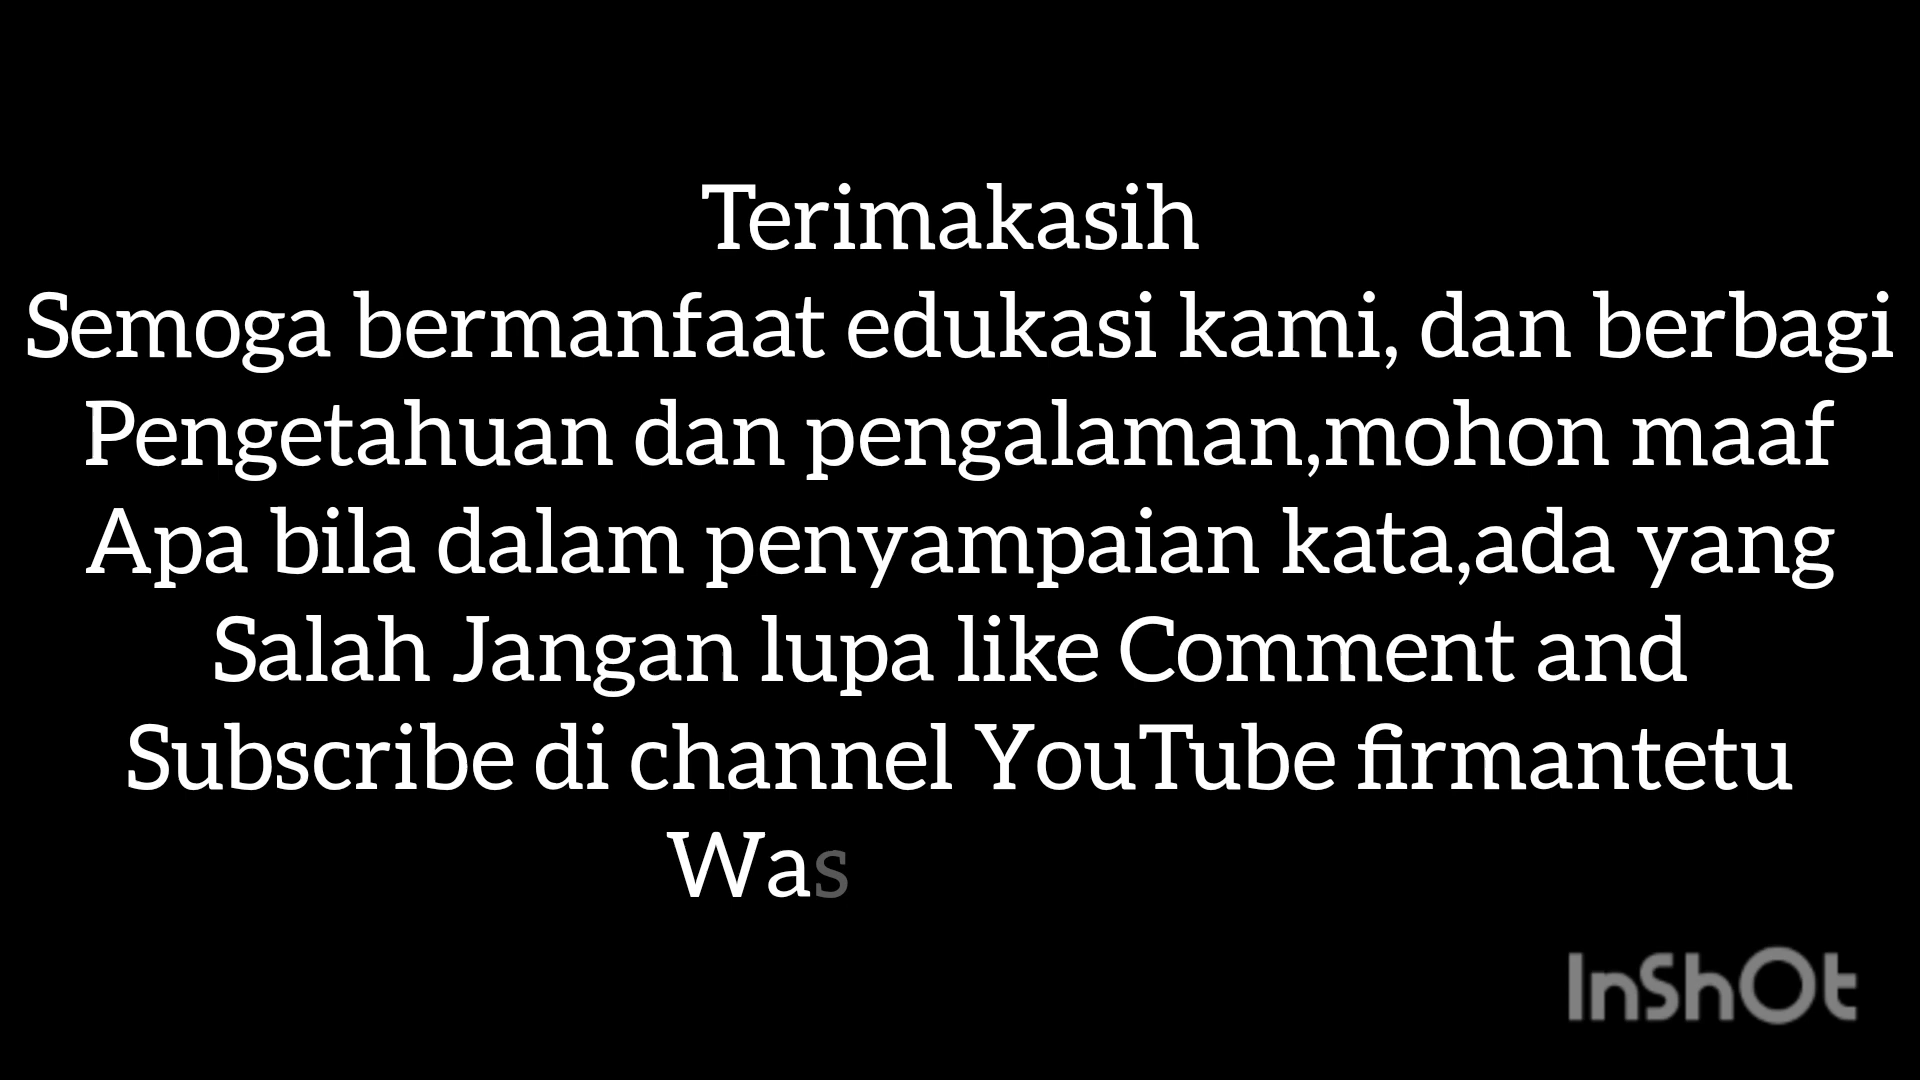 Terimakasih
Semoga bermanfaat edukasi kami, dan berbagi
Pengetahuan dan pengalaman,mohon maaf
Apa bila dalam penyampaian kata,ada yang
Salah Jangan lupa like Comment and
Subscribe di channel YouTube firmantetu
Was
InShOt